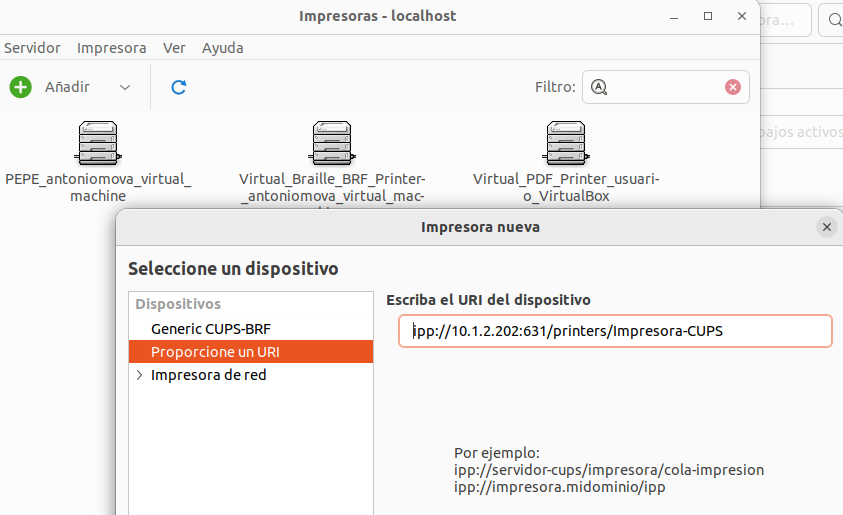 Impresoras - localhost
Servidor Impresora Ver Ayuda
Añadir
Filtro:
PEPE_antoniomova_virtual_
machine
Virtual_Braille_BRF_Printer-
_antoniomova_virtual_mac-
Virtual_PDF_Printer_usuari-
o_VirtualBox
bajos activos
Impresora nueva
Seleccione un dispositivo
Dispositivos
Generic CUPS-BRF
Proporcione un URI
Impresora de red
Escriba el URI del dispositivo
ipp://10.1.2.202:631/printers/Impresora-CUPS
Por ejemplo:
ipp://servidor-cups/impresora/cola-impresion
ipp://impresora.midominio/ipp